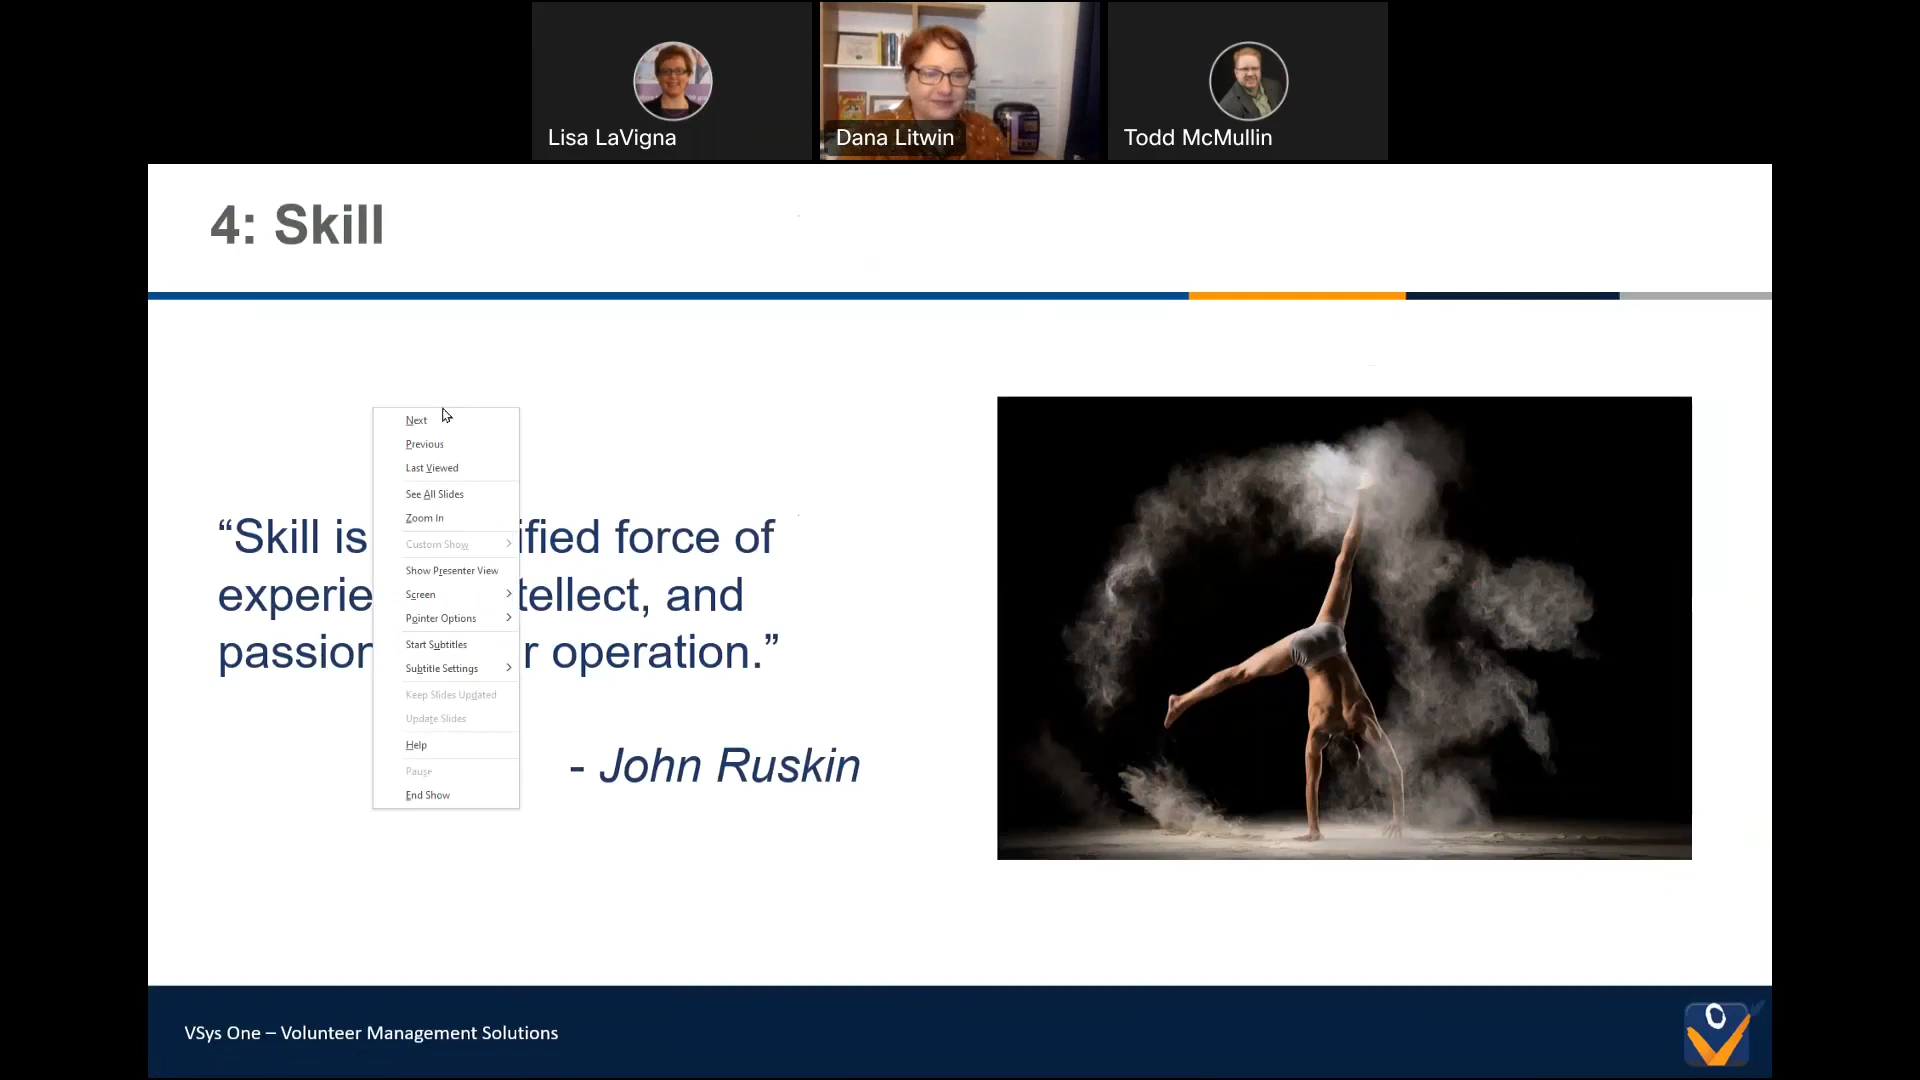 Lisa LaVigna
Dana Litwin
Todd McMullin
4: Skill
Next
Previous
Last Viewed
See All Slides
Zoom In
Custom Show
Show Presenter View
Screen
Pointer Options
Start Subtitles
Subtitle Settings
Keep Slides Updated
Update Slides
Help
Pause
End Show
“Skill is ified force of
experie tellect, and
passion r operation.”
- John Ruskin
VSys One – Volunteer Management Solutions